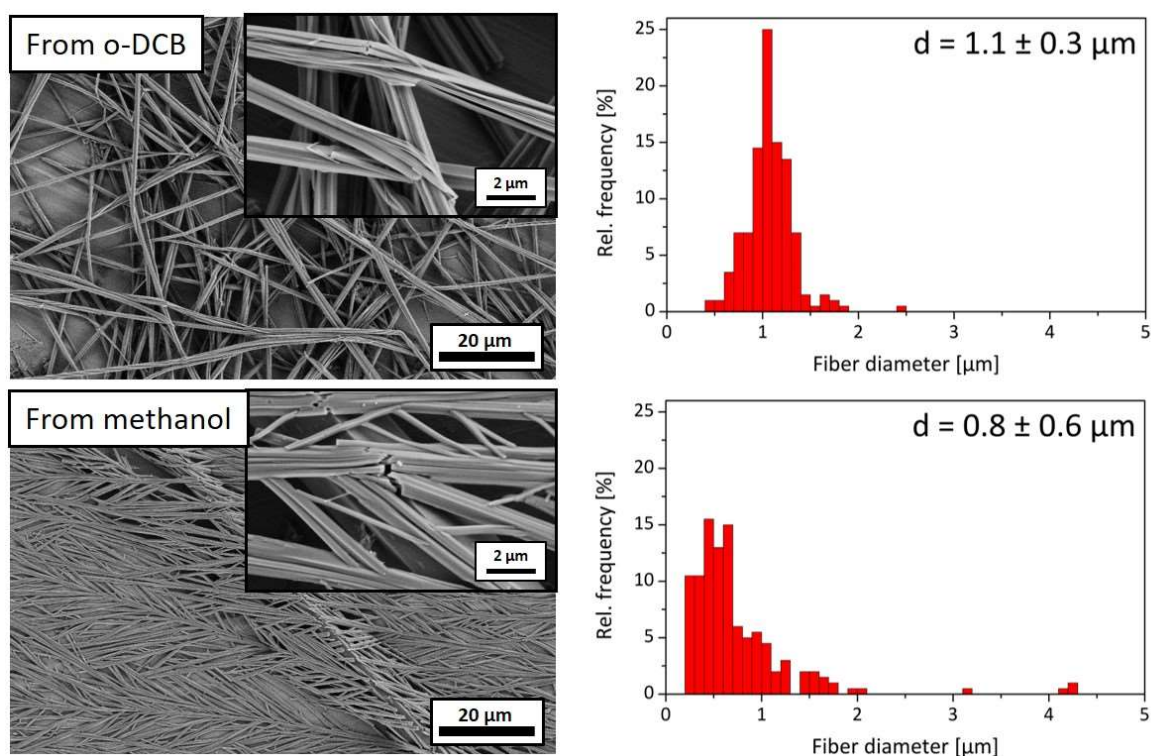 From o-DCB
2 µm
20 µm
d = 1.1 ± 0.3 µm
Rel. frequency [%]
25
20
15
10
5
0
0 1 2 3 4 5
Fiber diameter [µm]
From methanol
2 µm
20 µm
d = 0.8 ± 0.6 µm
Rel. frequency [%]
25
20
15
10
5
0
0 1 2 3 4 5
Fiber diameter [µm]